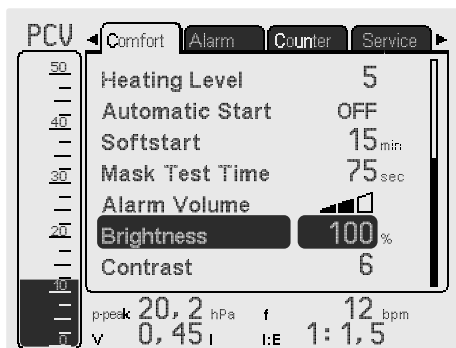 PCV
Comfort Alarm Counter Service
50
40
30
20
10
0
Heating Level 5
Automatic Start OFF
Softstart 15 min
Mask Test Time 75 sec
Alarm Volume
Brightness 100 %
Contrast 6
p-peak 20,2 hPa f 12 bpm
V 0,45 l I:E 1:1,5